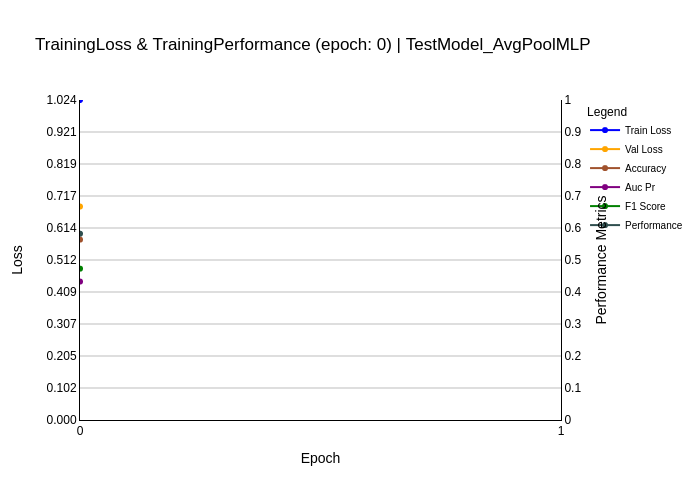 TrainingLoss & TrainingPerformance (epoch: 0) | TestModel_AvgPoolMLP
1.024
0.921
0.819
0.717
0.614
0.512
0.409
0.307
0.205
0.102
0.000
Loss
0
1
Epoch
1
0.9
0.8
0.7
0.6
0.5
0.4
0.3
0.2
0.1
0
Performance Metrics
Legend
Train Loss
Val Loss
Accuracy
Auc Pr
F1 Score
Performance